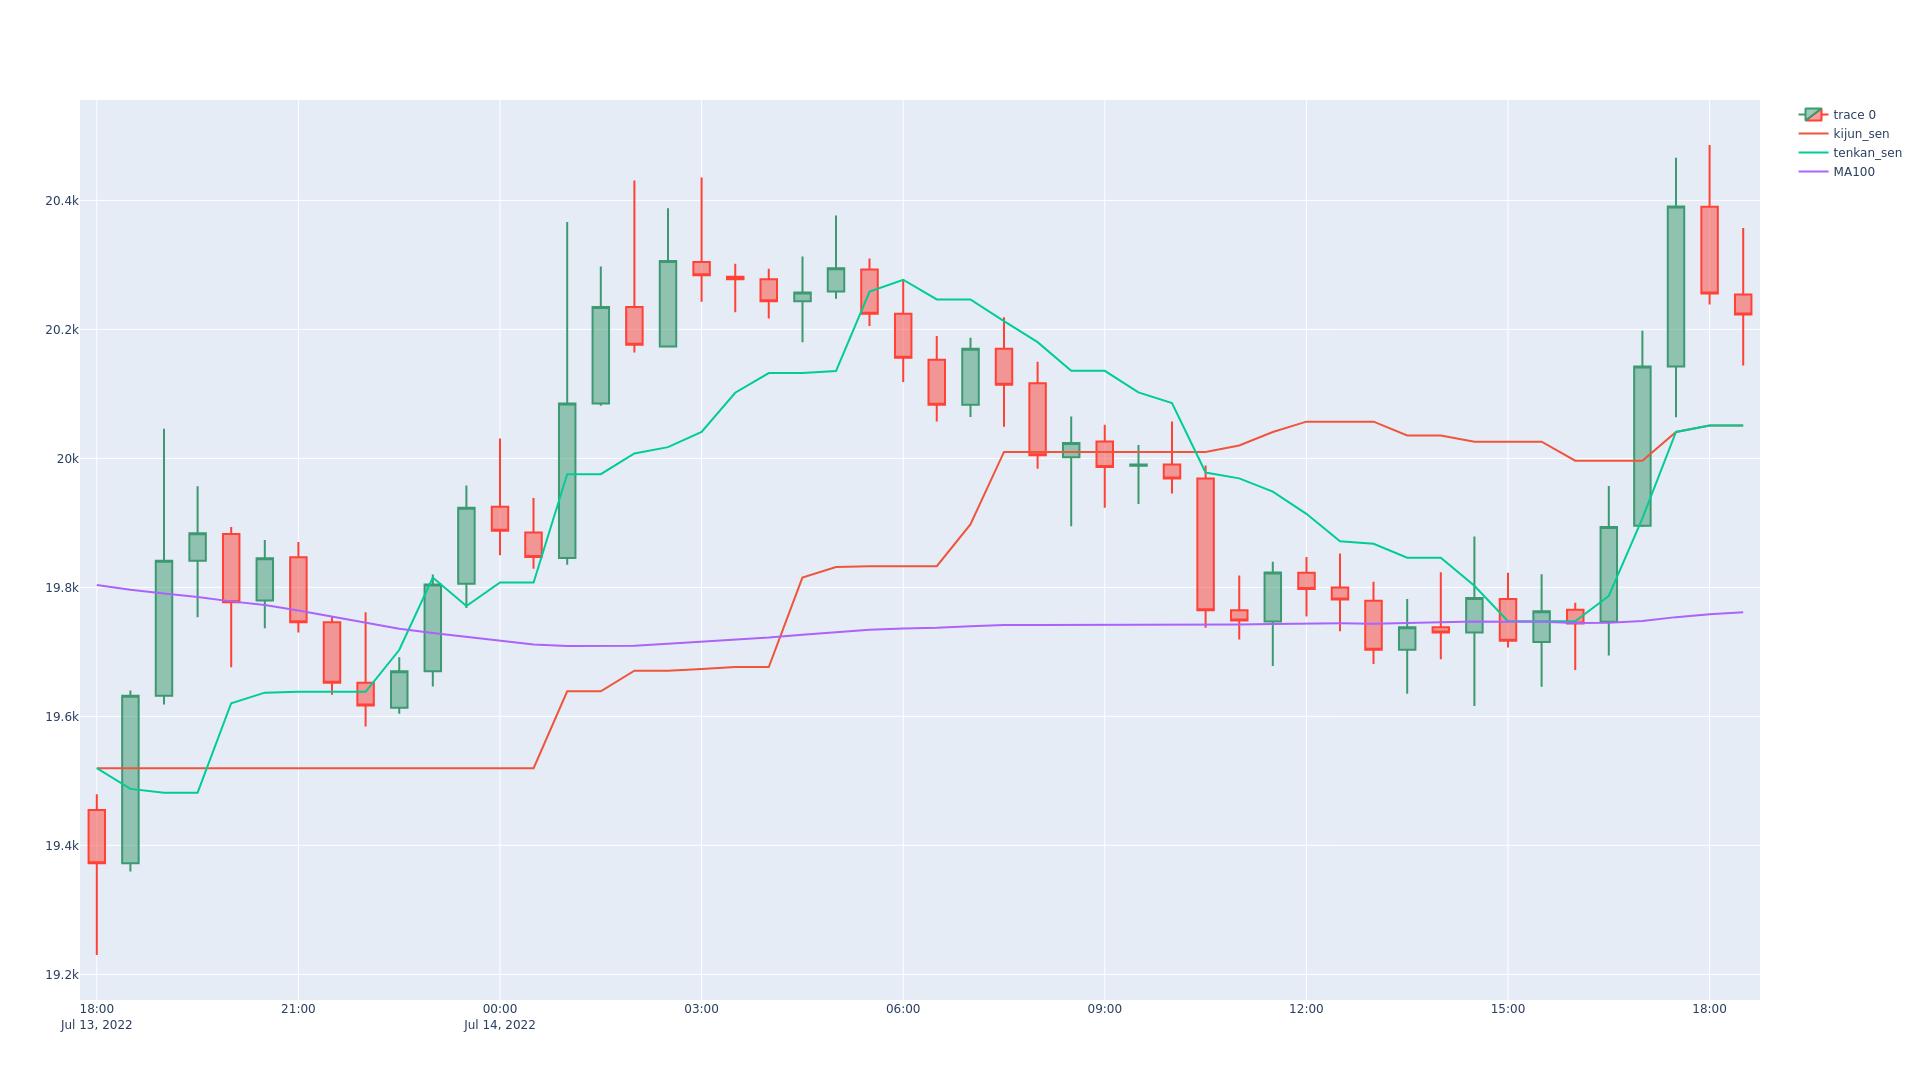 trace 0
kijun_sen
tenkan_sen
MA100
20.4k
20.2k
20k
19.8k
19.6k
19.4k
19.2k
18:00 21:00 00:00 03:00 06:00 09:00 12:00 15:00 18:00
Jul 13, 2022 Jul 14, 2022